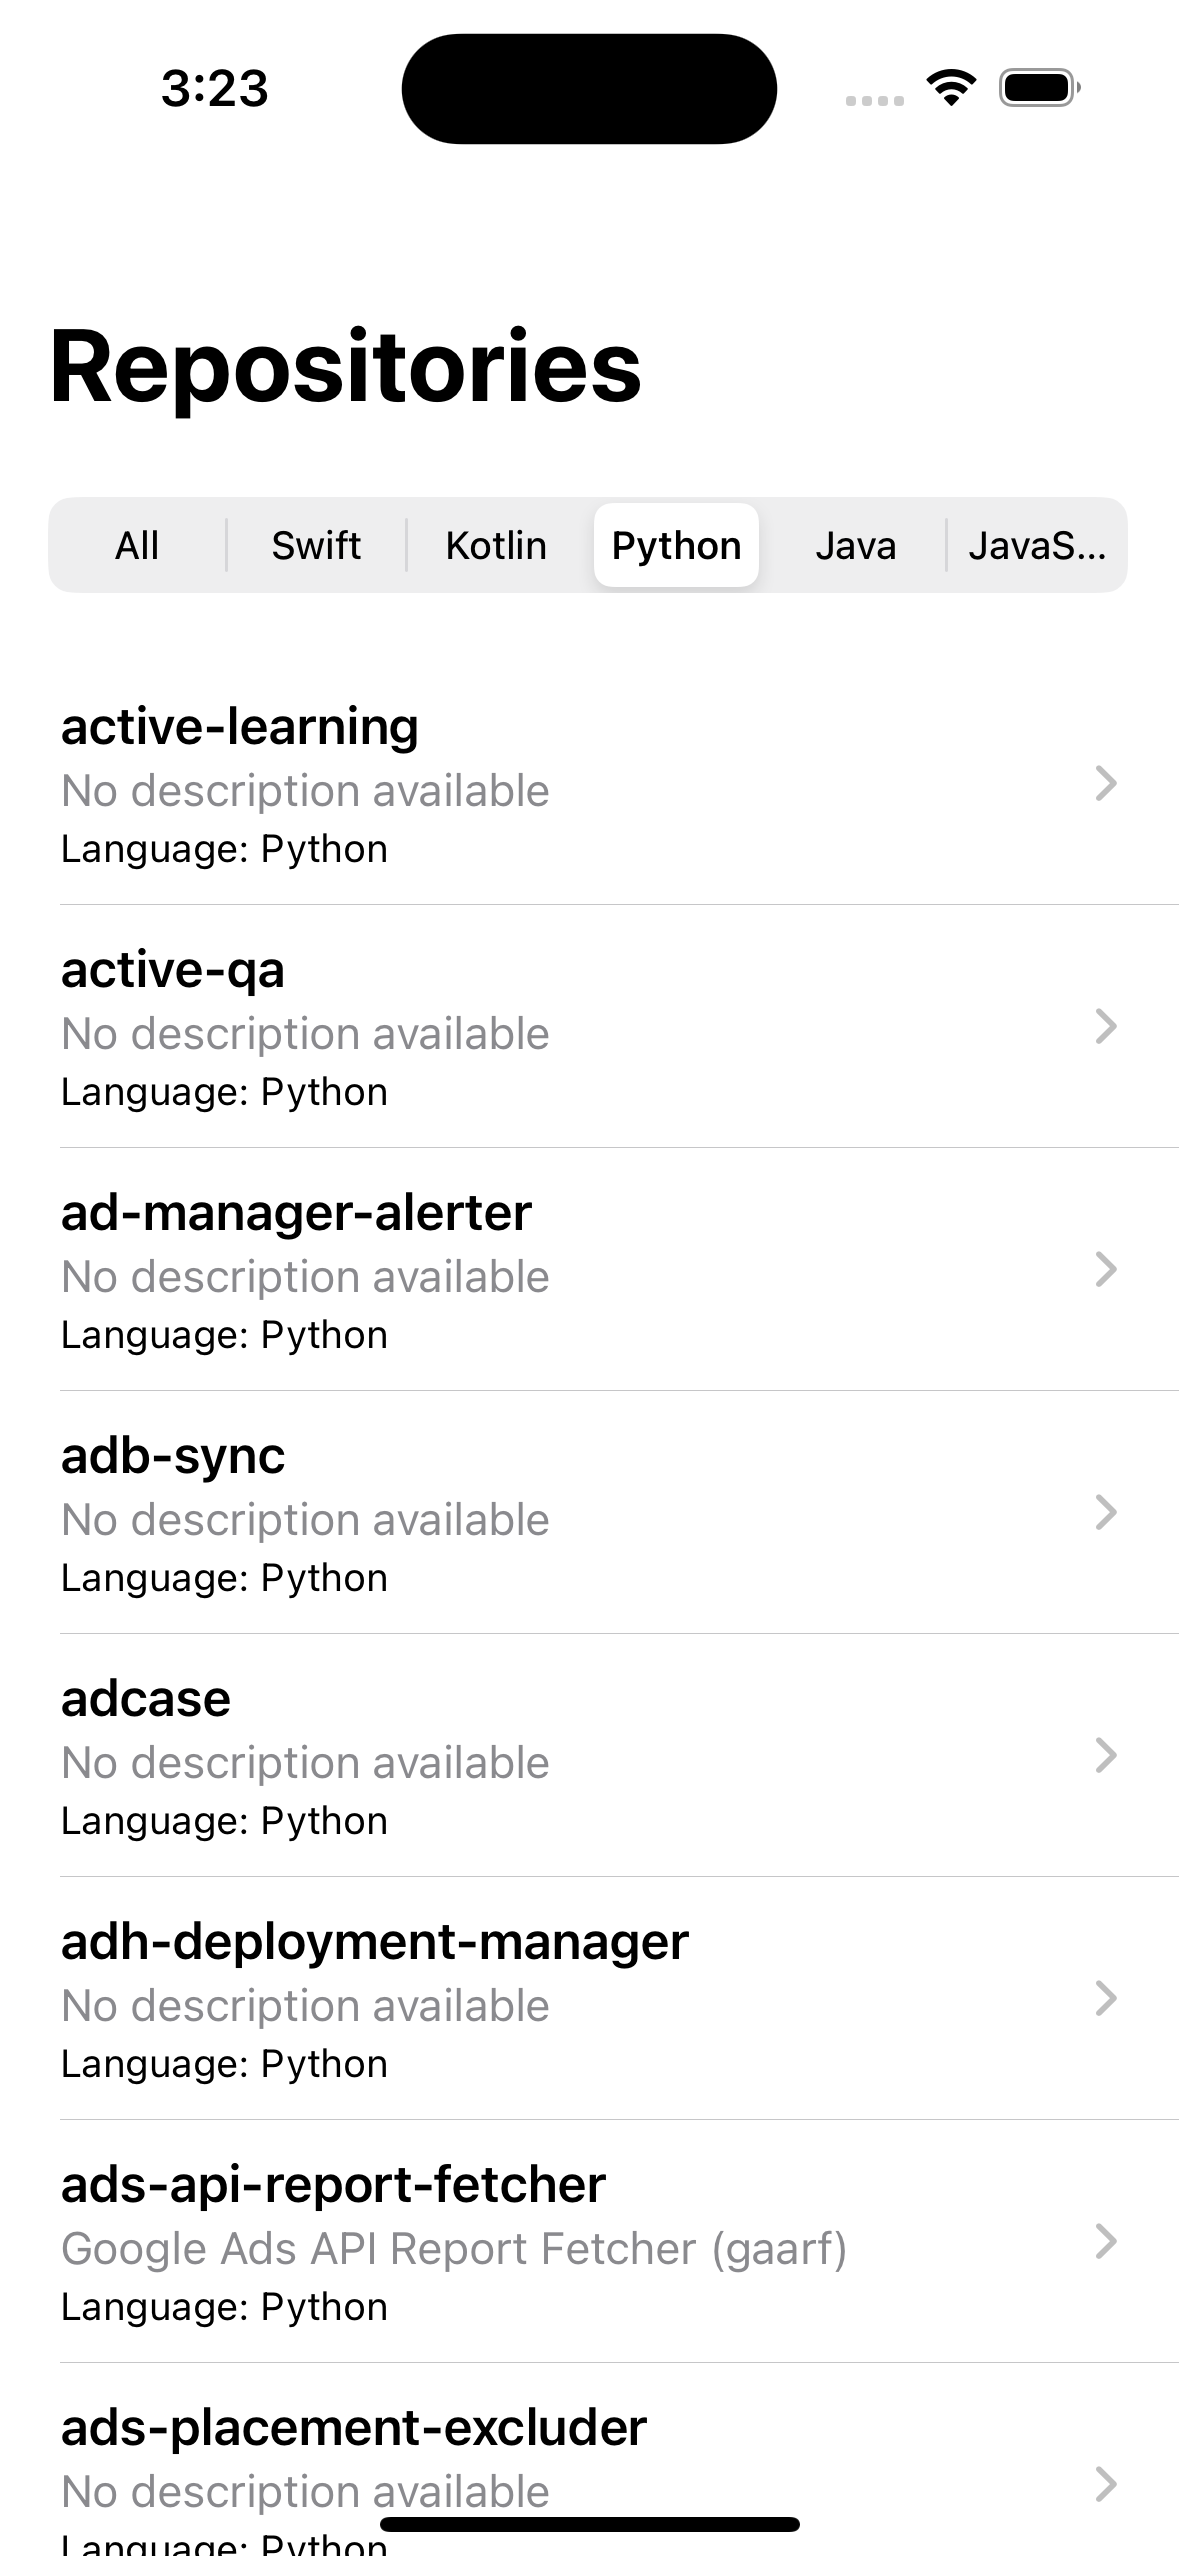 3:23
Repositories
All Swift Kotlin Python Java JavaS...
active-learning
No description available
Language: Python
active-qa
No description available
Language: Python
ad-manager-alerter
No description available
Language: Python
adb-sync
No description available
Language: Python
adcase
No description available
Language: Python
adh-deployment-manager
No description available
Language: Python
ads-api-report-fetcher
Google Ads API Report Fetcher (gaarf)
Language: Python
ads-placement-excluder
No description available
Language: Python